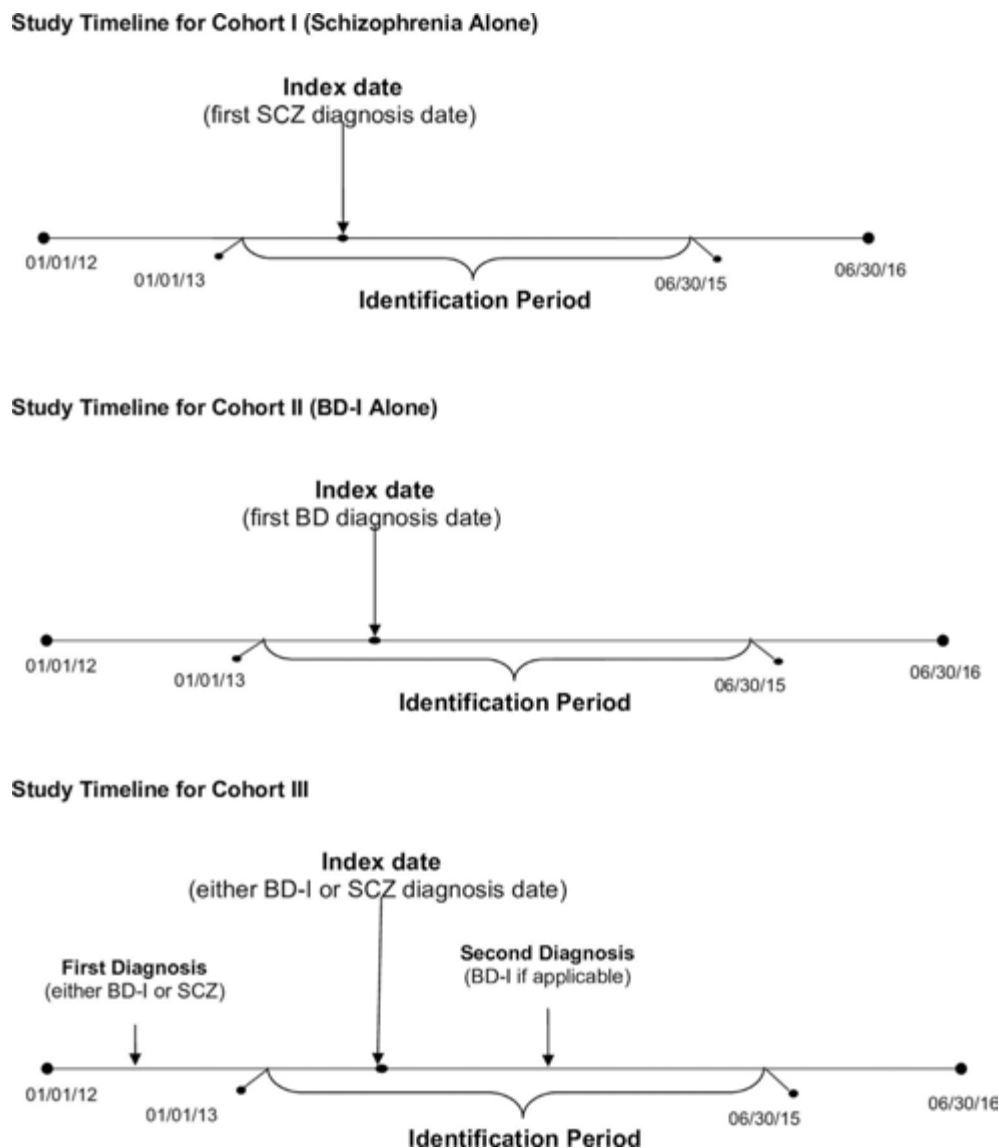 Study Timeline for Cohort I (Schizophrenia Alone)
Index date
(first SCZ diagnosis date)
01/01/12
01/01/13
06/30/15
06/30/16
Identification Period
Study Timeline for Cohort II (BD-I Alone)
Index date
(first BD diagnosis date)
01/01/12
01/01/13
06/30/15
06/30/16
Identification Period
Study Timeline for Cohort III
Index date
(either BD-I or SCZ diagnosis date)
First Diagnosis
(either BD-I or SCZ)
Second Diagnosis
(BD-I if applicable)
01/01/12
01/01/13
06/30/15
06/30/16
Identification Period